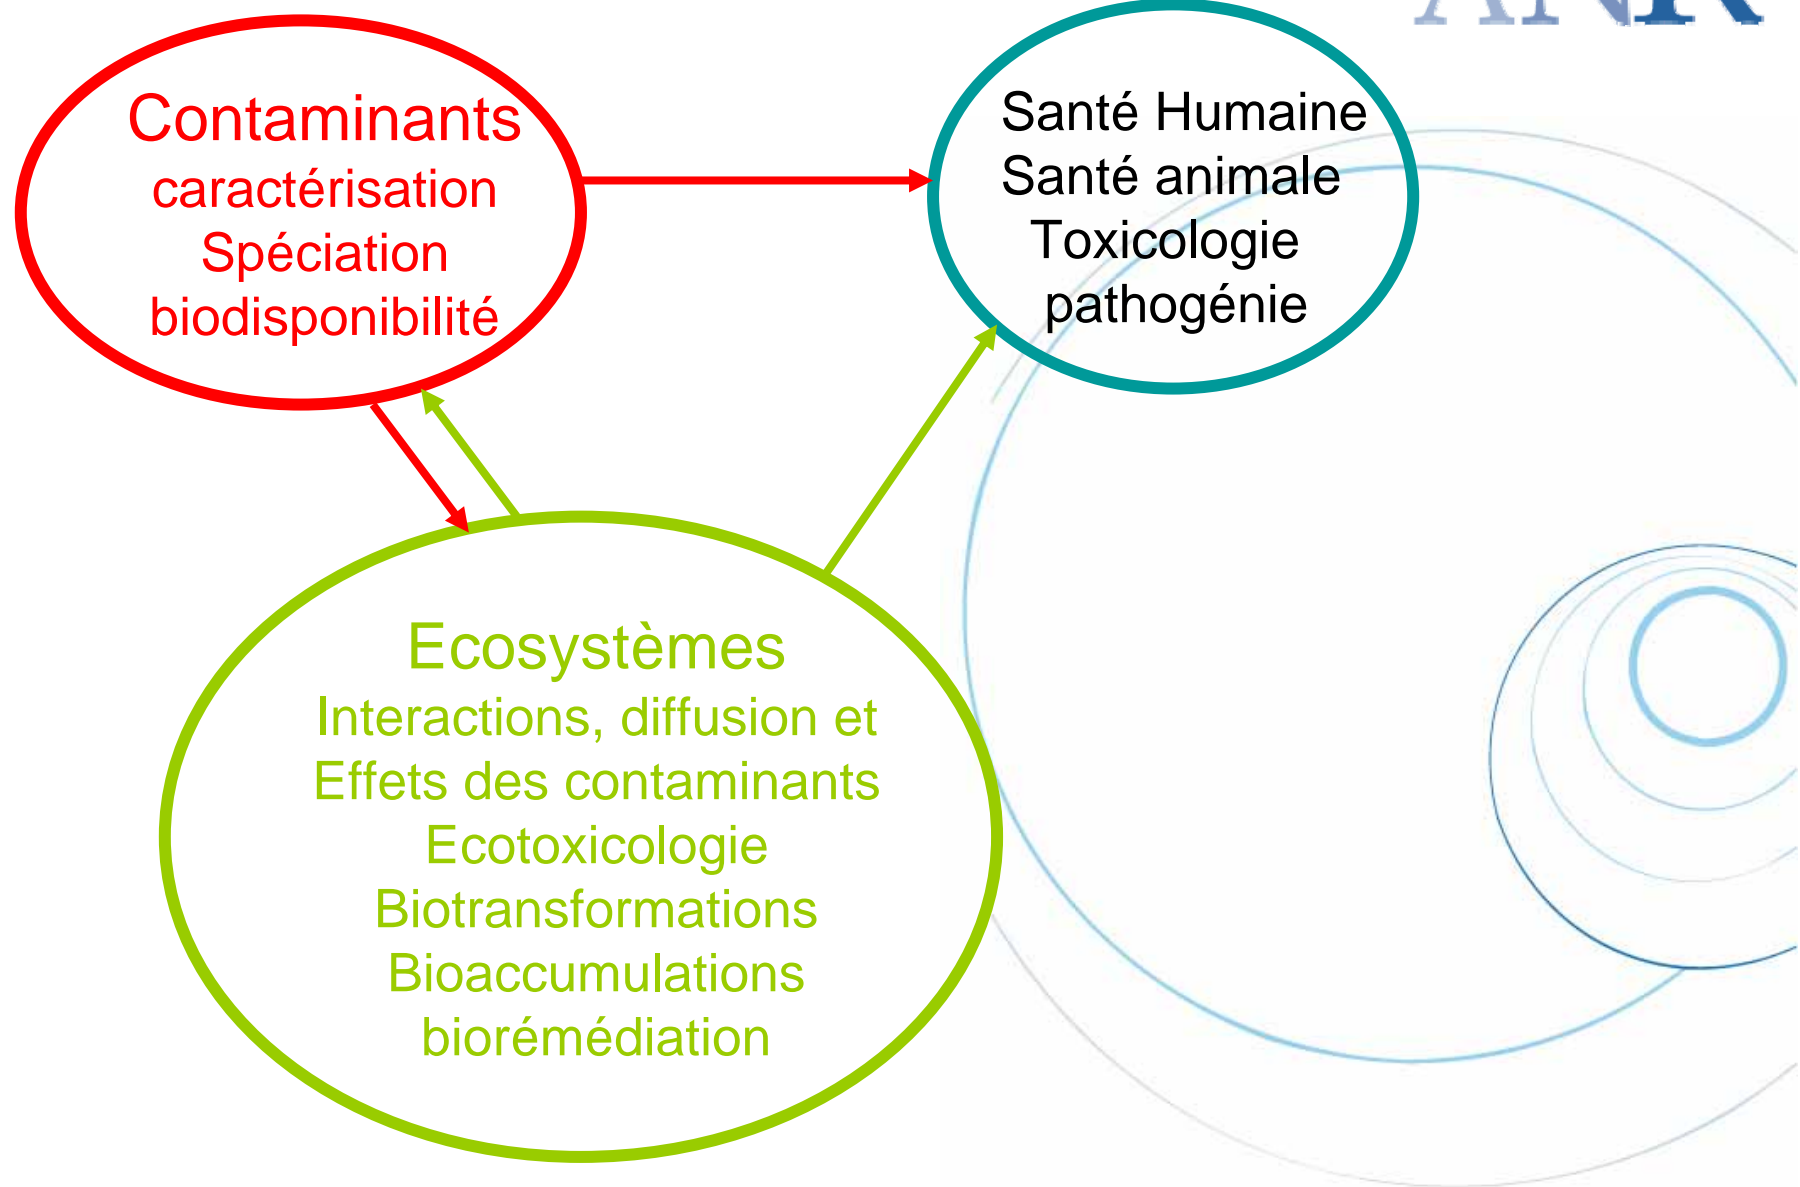 ANR
Contaminants
caractérisation
Spéciation
biodisponibilité
Santé Humaine
Santé animale
Toxicologie
pathogénie
Ecosystèmes
Interactions, diffusion et
Effets des contaminants
Ecotoxicologie
Biotransformations
Bioaccumulations
biorémédiation